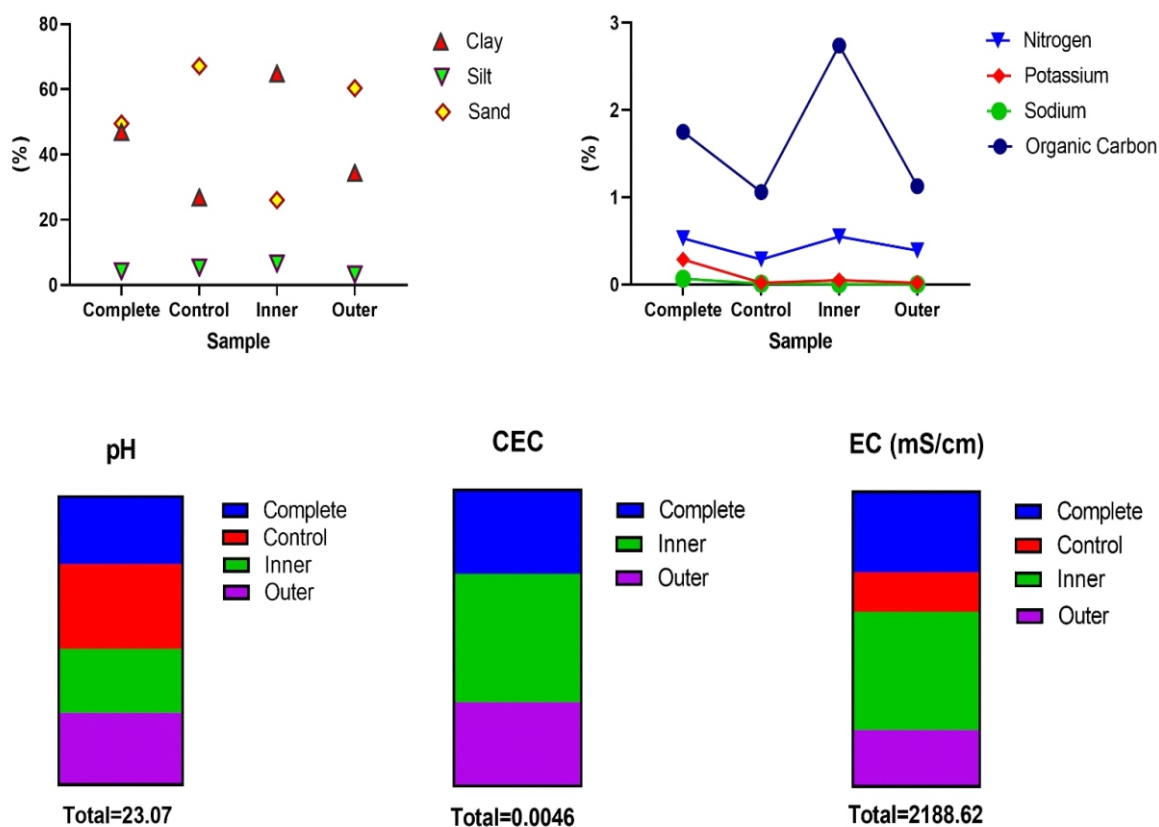 80
60
40
20
0
(%)
Complete Control Inner Outer
Sample
Clay
Silt
Sand
3
2
1
0
(%)
Complete Control Inner Outer
Sample
Nitrogen
Potassium
Sodium
Organic Carbon
pH
Complete
Control
Inner
Outer
Total=23.07
CEC
Complete
Inner
Outer
Total=0.0046
EC (mS/cm)
Complete
Control
Inner
Outer
Total=2188.62